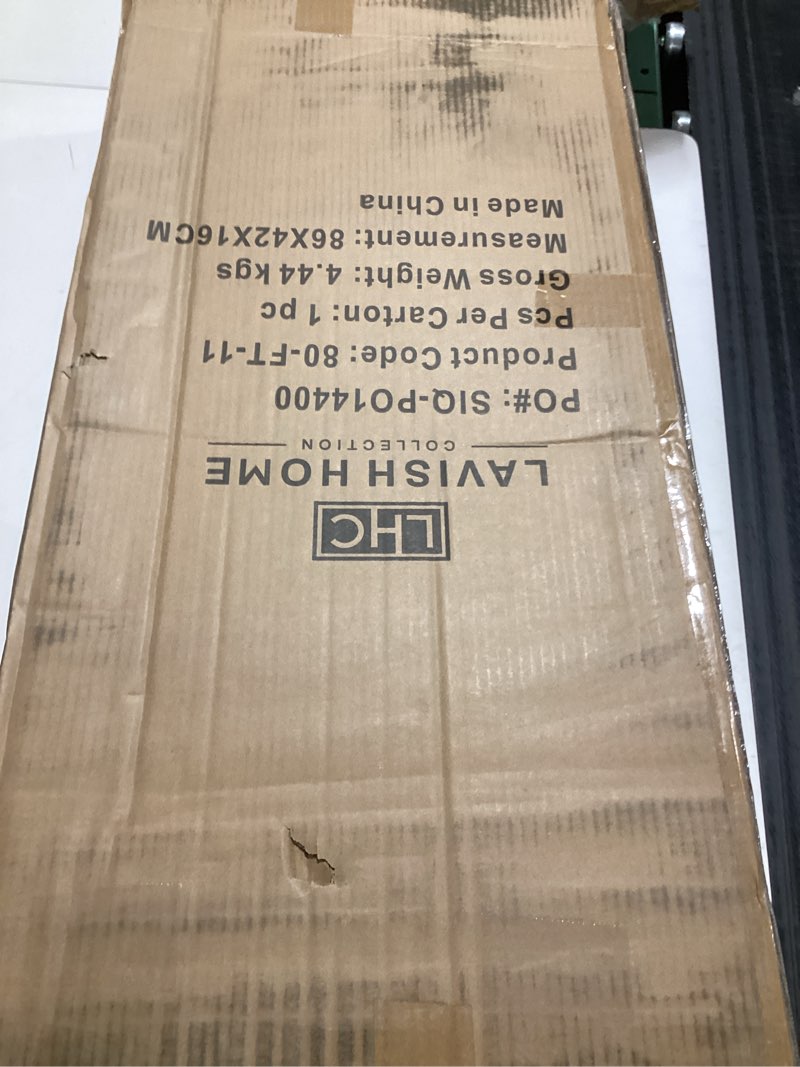 LHC
LAVISH HOME
COLLECTION
PO#: SIQ-PO14400
Product Code: 80-FT-11
Pcs Per Carton: 1 pc
Gross Weight: 4.44 kgs
Measurement: 86X42X16CM
Made in China